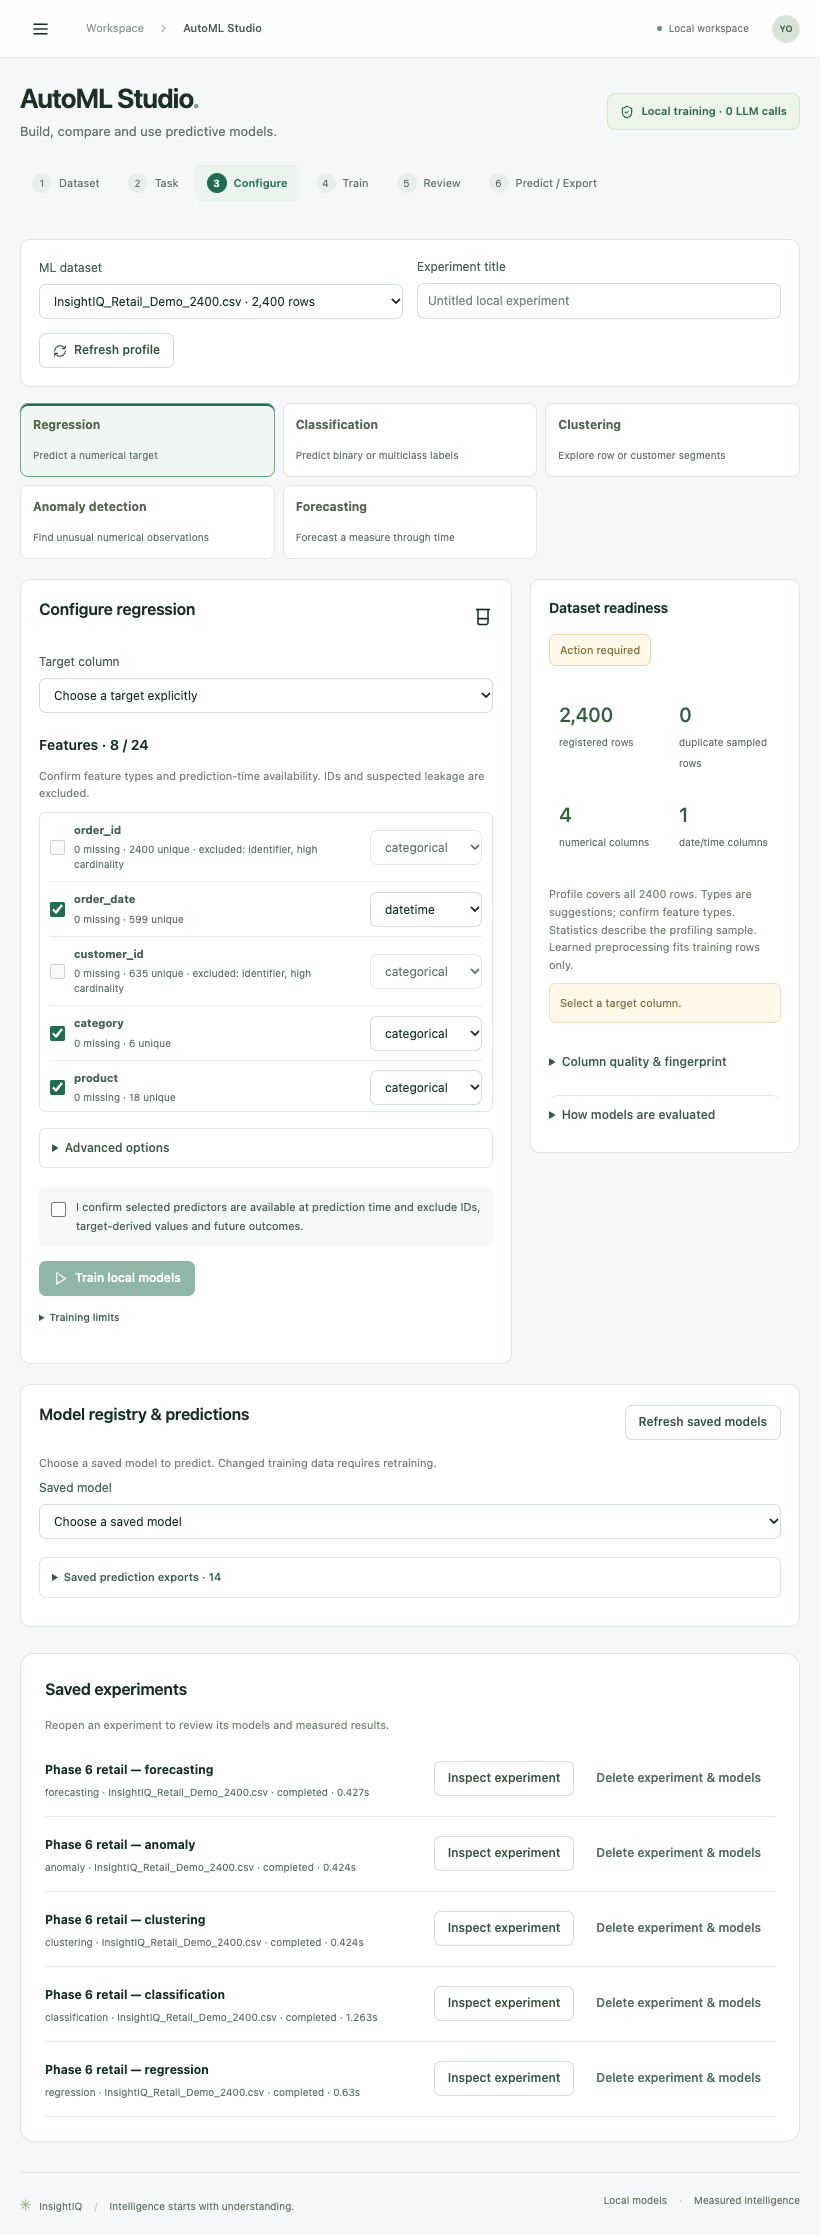 Workspace
AutoML Studio
Local workspace
YO
AutoML Studio.
Build, compare and use predictive models.
Local training · 0 LLM calls
1 Dataset
2 Task
3 Configure
4 Train
5 Review
6 Predict / Export
ML dataset
InsightIQ_Retail_Demo_2400.csv · 2,400 rows
Experiment title
Untitled local experiment
Refresh profile
Regression
Predict a numerical target
Classification
Predict binary or multiclass labels
Clustering
Explore row or customer segments
Anomaly detection
Find unusual numerical observations
Forecasting
Forecast a measure through time
Configure regression
Target column
Choose a target explicitly
Features · 8 / 24
Confirm feature types and prediction-time availability. IDs and suspected leakage are
excluded.
order_id
0 missing · 2400 unique · excluded: identifier, high
cardinality
categorical
order_date
0 missing · 599 unique
datetime
customer_id
0 missing · 635 unique · excluded: identifier, high
cardinality
categorical
category
0 missing · 6 unique
categorical
product
0 missing · 18 unique
categorical
Advanced options
I confirm selected predictors are available at prediction time and exclude IDs,
target-derived values and future outcomes.
Train local models
Training limits
Dataset readiness
Action required
2,400
registered rows
0
duplicate sampled
rows
4
numerical columns
1
date/time columns
Profile covers all 2400 rows. Types are
suggestions; confirm feature types.
Statistics describe the profiling sample.
Learned preprocessing fits training rows
only.
Select a target column.
Column quality & fingerprint
How models are evaluated
Model registry & predictions
Refresh saved models
Choose a saved model to predict. Changed training data requires retraining.
Saved model
Choose a saved model
Saved prediction exports · 14
Saved experiments
Reopen an experiment to review its models and measured results.
Phase 6 retail — forecasting
forecasting · InsightIQ_Retail_Demo_2400.csv · completed · 0.427s
Inspect experiment
Delete experiment & models
Phase 6 retail — anomaly
anomaly · InsightIQ_Retail_Demo_2400.csv · completed · 0.424s
Inspect experiment
Delete experiment & models
Phase 6 retail — clustering
clustering · InsightIQ_Retail_Demo_2400.csv · completed · 0.424s
Inspect experiment
Delete experiment & models
Phase 6 retail — classification
classification · InsightIQ_Retail_Demo_2400.csv · completed · 1.263s
Inspect experiment
Delete experiment & models
Phase 6 retail — regression
regression · InsightIQ_Retail_Demo_2400.csv · completed · 0.63s
Inspect experiment
Delete experiment & models
InsightIQ / Intelligence starts with understanding.
Local models · Measured intelligence